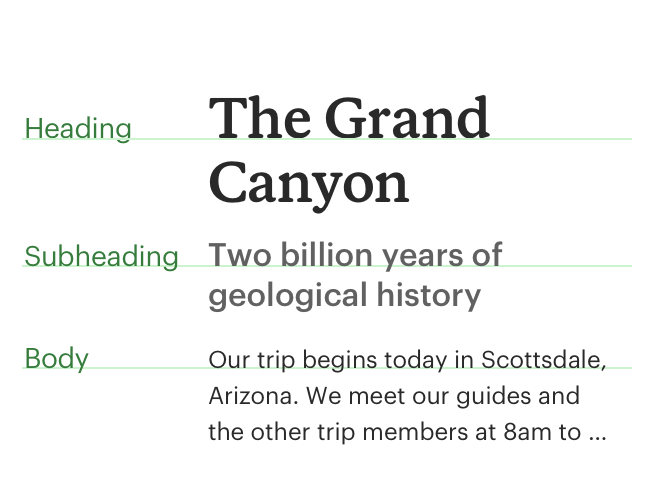 Heading
The Grand
Canyon
Subheading
Two billion years of
geological history
Body
Our trip begins today in Scottsdale,
Arizona. We meet our guides and
the other trip members at 8am to ...